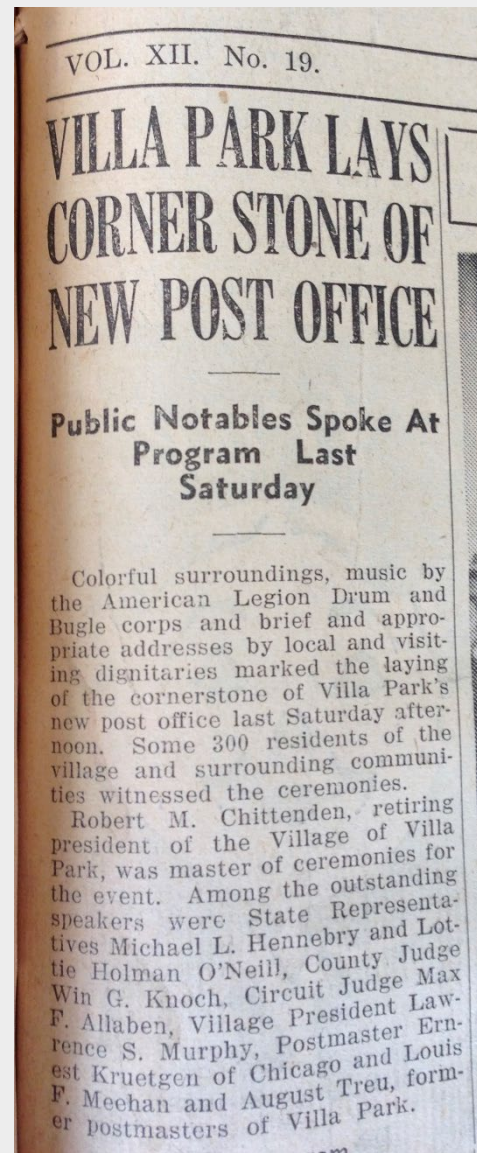 VOL. XII. No. 19.
VILLA PARK LAYS
CORNER STONE OF
NEW POST OFFICE
Public Notables Spoke At
Program Last
Saturday
Colorful surroundings, music by
the American Legion Drum and
Bugle corps and brief and appro-
priate addresses by local and visit-
ing dignitaries marked the laying
of the cornerstone of Villa Park's
new post office last Saturday after-
noon. Some 300 residents of the
village and surrounding communi-
ties witnessed the ceremonies.
Robert M. Chittenden, retiring
president of the Village of Villa
Park, was master of ceremonies for
the event. Among the outstanding
speakers were State Representa-
tives Michael L. Hennebry and Lot-
tie Holman O'Neill, County Judge
Win G. Knoch, Circuit Judge Max
F. Allaben, Village President Law-
rence S. Murphy, Postmaster Ern-
est Kruetgen of Chicago and Louis
F. Meehan and August Treu, form-
er postmasters of Villa Park.